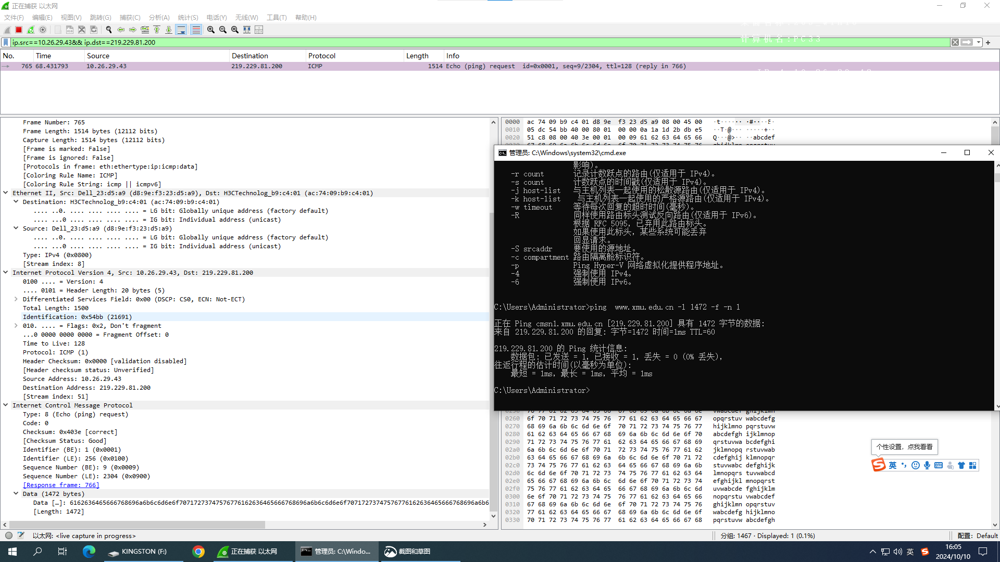 正在捕获 以太网
文件(F) 编辑(E) 视图(V) 跳转(G) 捕获(C) 分析(A) 统计(S) 电话(Y) 无线(W) 工具(T) 帮助(H)
计算机名:PC33
ip.src==10.26.29.43&& ip.dst==219.229.81.200
No. Time Source Destination Protocol Length Info
765 68.431793 10.26.29.43 219.229.81.200 ICMP 1514 Echo (ping) request id=0x0001, seq=9/2304, ttl=128 (reply in 766)
Frame Number: 765
Frame Length: 1514 bytes (12112 bits)
Capture Length: 1514 bytes (12112 bits)
[Frame is marked: False]
[Frame is ignored: False]
[Protocols in frame: eth:ethertype:ip:icmp:data]
[Coloring Rule Name: ICMP]
[Coloring Rule String: icmp || icmpv6]
Ethernet II, Src: Dell_23:d5:a9 (d8:9e:f3:23:d5:a9), Dst: H3CTechnolog_b9:c4:01 (ac:74:09:b9:c4:01)
Destination: H3CTechnolog_b9:c4:01 (ac:74:09:b9:c4:01)
.... ..0. .... .... .... .... = LG bit: Globally unique address (factory default)
.... ...0 .... .... .... .... = IG bit: Individual address (unicast)
Source: Dell_23:d5:a9 (d8:9e:f3:23:d5:a9)
.... ..0. .... .... .... .... = LG bit: Globally unique address (factory default)
.... ...0 .... .... .... .... = IG bit: Individual address (unicast)
Type: IPv4 (0x0800)
[Stream index: 8]
Internet Protocol Version 4, Src: 10.26.29.43, Dst: 219.229.81.200
0100 .... = Version: 4
.... 0101 = Header Length: 20 bytes (5)
Differentiated Services Field: 0x00 (DSCP: CS0, ECN: Not-ECT)
Total Length: 1500
Identification: 0x54bb (21691)
010. .... = Flags: 0x2, Don't fragment
...0 0000 0000 0000 = Fragment Offset: 0
Time to Live: 128
Protocol: ICMP (1)
Header Checksum: 0x0000 [validation disabled]
[Header checksum status: Unverified]
Source Address: 10.26.29.43
Destination Address: 219.229.81.200
[Stream index: 51]
Internet Control Message Protocol
Type: 8 (Echo (ping) request)
Code: 0
Checksum: 0x403e [correct]
[Checksum Status: Good]
Identifier (BE): 1 (0x0001)
Identifier (LE): 256 (0x0100)
Sequence Number (BE): 9 (0x0009)
Sequence Number (LE): 2304 (0x0900)
[Response frame: 766]
Data (1472 bytes)
Data […]: 6162636465666768696a6b6c6d6e6f70717273747576776162636465666768696a6b6c6d6e6f70717273747576776162636465666768696a6b6
[Length: 1472]
0000 ac 74 09 b9 c4 01 d8 9e f3 23 d5 a9 08 00 45 00 ·t······ ·#····E·
0010 05 dc 54 bb 40 00 80 01 00 00 0a 1a 1d 2b db e5 ··T·@··· ·····+··
0020 51 c8 08 00 40 3e 00 01 00 09 61 62 63 64 65 66 Q···@>·· ··abcdef
管理员: C:\Windows\system32\cmd.exe
影响)。
-r count 记录计数跃点的路由(仅适用于 IPv4)。
-s count 计数跃点的时间戳(仅适用于 IPv4)。
-j host-list 与主机列表一起使用的松散源路由(仅适用于 IPv4)。
-k host-list 与主机列表一起使用的严格源路由(仅适用于 IPv4)。
-w timeout 等待每次回复的超时时间(毫秒)。
-R 同样使用路由标头测试反向路由(仅适用于 IPv6)。
根据 RFC 5095，已弃用此路由标头。
如果使用此标头，某些系统可能丢弃
回显请求。
-S srcaddr 要使用的源地址。
-c compartment 路由隔离舱标识符。
-p Ping Hyper-V 网络虚拟化提供程序地址。
-4 强制使用 IPv4。
-6 强制使用 IPv6。
C:\Users\Administrator>ping  www.xmu.edu.cn -l 1472 -f -n 1
正在 Ping cmsn1.xmu.edu.cn [219.229.81.200] 具有 1472 字节的数据:
来自 219.229.81.200 的回复: 字节=1472 时间=1ms TTL=60
219.229.81.200 的 Ping 统计信息:
数据包: 已发送 = 1，已接收 = 1，丢失 = 0 (0% 丢失)，
往返行程的估计时间(以毫秒为单位):
最短 = 1ms，最长 = 1ms，平均 = 1ms
C:\Users\Administrator>
0260 6f 70 71 72 73 74 75 76 77 61 62 63 64 65 66 67 opqrstuv wabcdefg
0270 68 69 6a 6b 6c 6d 6e 6f 70 71 72 73 74 75 76 77 hijklmno pqrstuvw
0280 61 62 63 64 65 66 67 68 69 6a 6b 6c 6d 6e 6f 70 abcdefgh ijklmnop
0290 71 72 73 74 75 76 77 61 62 63 64 65 66 67 68 69 qrstuvwa bcdefghi
02a0 6a 6b 6c 6d 6e 6f 70 71 72 73 74 75 76 77 61 62 jklmnopq rstuvwab
02b0 63 64 65 66 67 68 69 6a 6b 6c 6d 6e 6f 70 71 72 cdefghij klmnopqr
02c0 73 74 75 76 77 61 62 63 64 65 66 67 68 69 6a 6b stuvwabc defghijk
02d0 6c 6d 6e 6f 70 71 72 73 74 75 76 77 61 62 63 64 lmnopqrs tuvwabcd
02e0 65 66 67 68 69 6a 6b 6c 6d 6e 6f 70 71 72 73 74 efghijkl mnopqrst
02f0 75 76 77 61 62 63 64 65 66 67 68 69 6a 6b 6c 6d uvwabcde fghijklm
0300 6e 6f 70 71 72 73 74 75 76 77 61 62 63 64 65 66 nopqrstu vwabcdef
0310 67 68 69 6a 6b 6c 6d 6e 6f 70 71 72 73 74 75 76 ghijklmn opqrstuv
0320 77 61 62 63 64 65 66 67 68 69 6a 6b 6c 6d 6e 6f wabcdefg hijklmno
0330 70 71 72 73 74 75 76 77 61 62 63 64 65 66 67 68 pqrstuvw abcdefgh
个性设置，点我看看
英
以太网: <live capture in progress>
分组: 1467 · Displayed: 1 (0.1%)
配置: Default
KINGSTON (F:)
正在捕获 以太网
管理员: C:\Windo...
截图和草图
英
16:05
2024/10/10